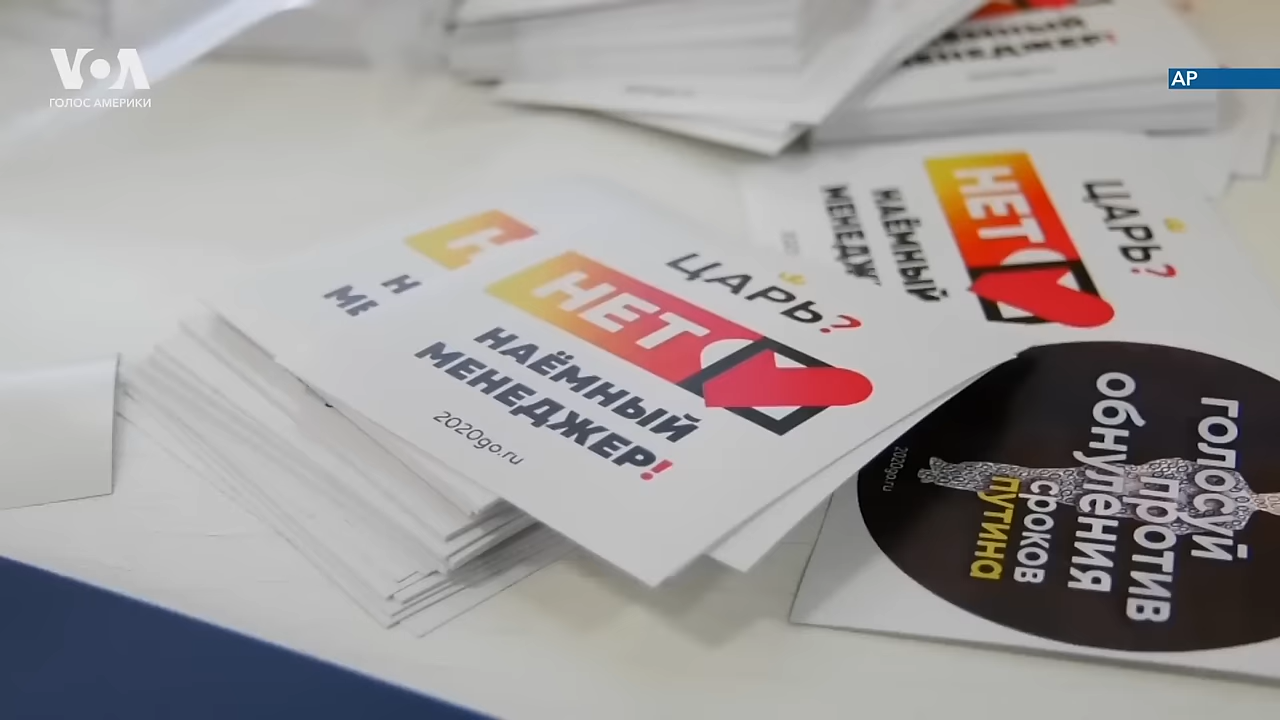 VOA
ГОЛОС АМЕРИКИ
AP
МЕНЕДЖЕР!
ЦАРЬ?
НЕТ
НАЁМНЫЙ
МЕНЕДЖ
ЦАРЬ?
НЕТ
НАЁМНЫЙ
МЕНЕДЖЕР!
2020go.ru
голосуй
против
обнуления
сроков
путина
2020go.ru